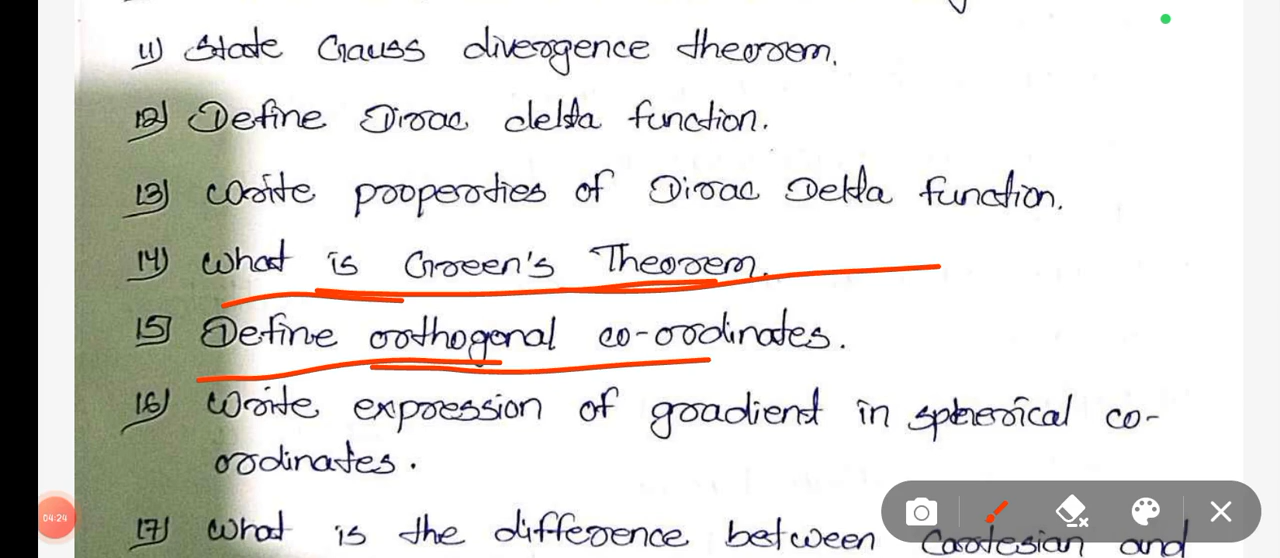 11) State Gauss divergence theorem.
12) Define Dirac delta function.
13) Write properties of Dirac Delta function.
14) What is Green's Theorem.
15) Define orthogonal co-ordinates.
16) Write expression of gradient in spherical co-
ordinates.
17) What is the difference between Cartesian and
04:24